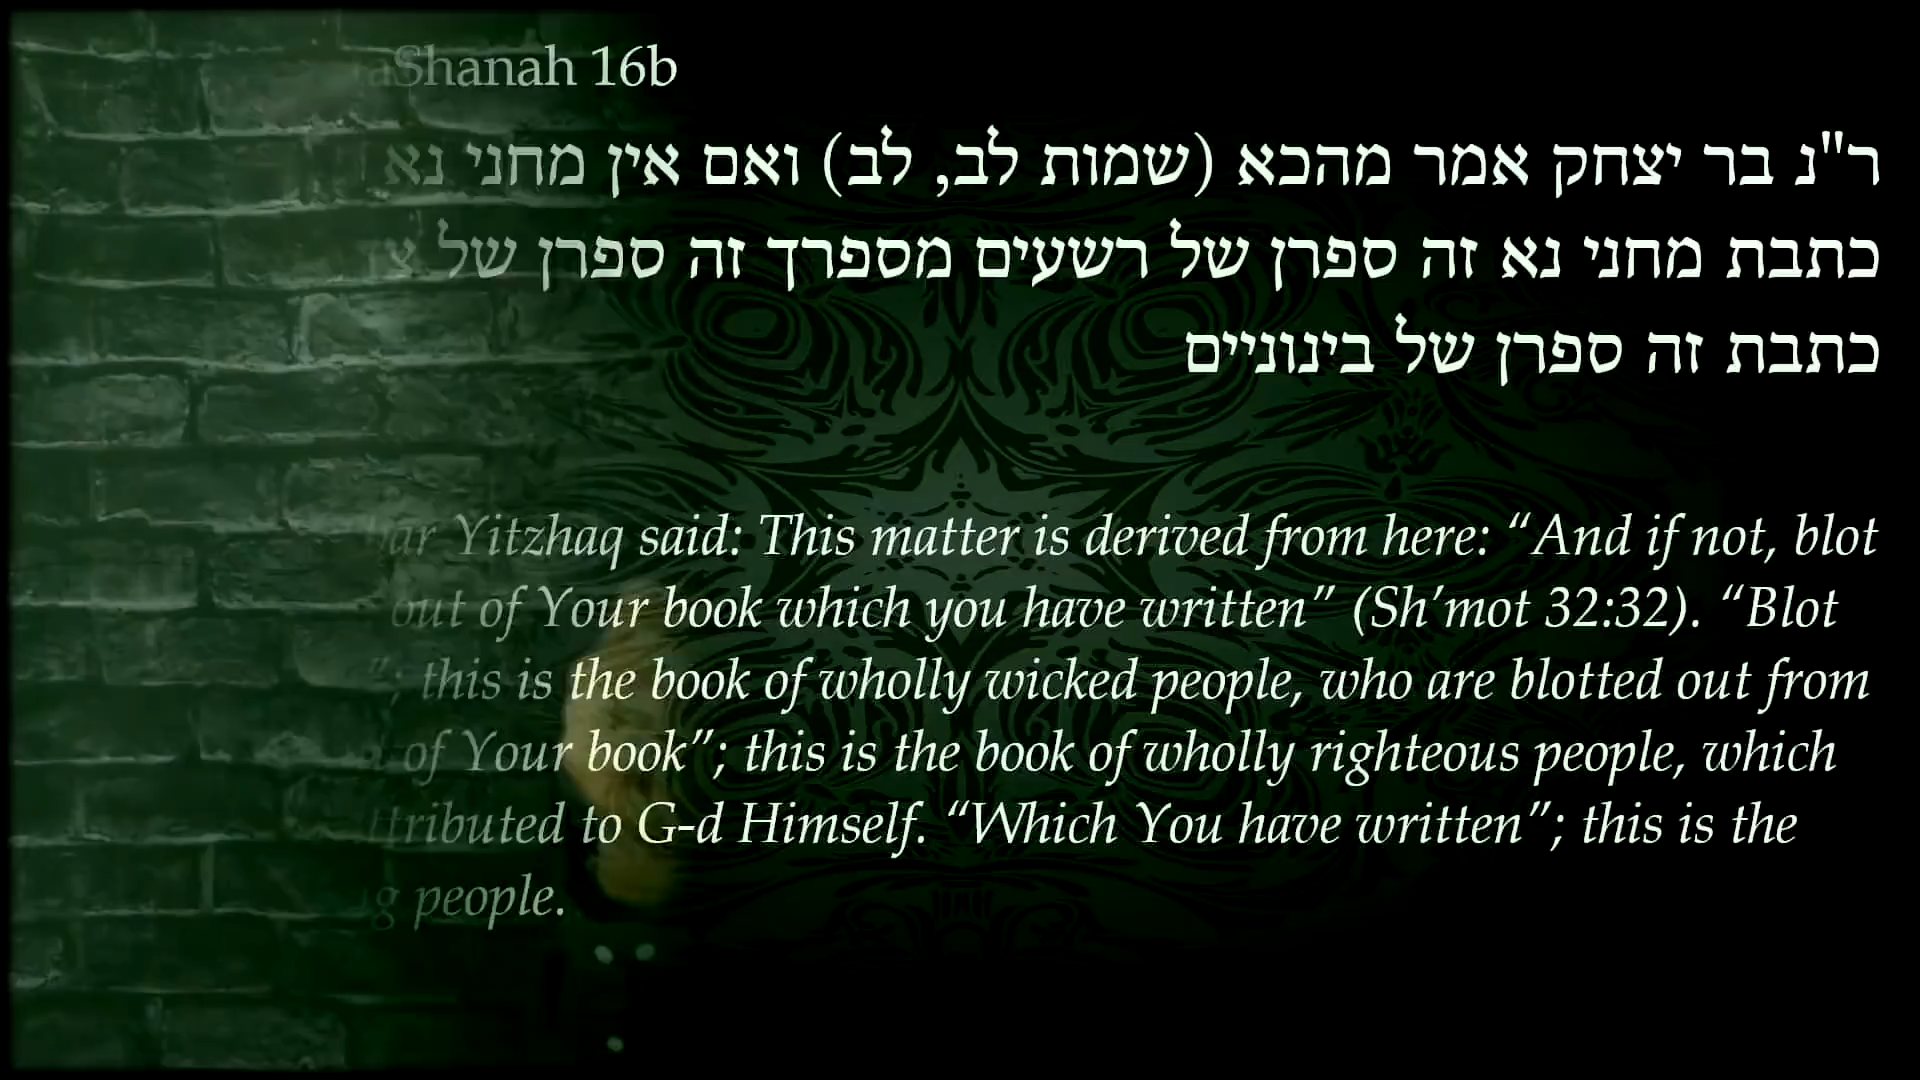 Shanah 16b
ר"נ בר יצחק אמר מהכא (שמות לב, לב) ואם אין מחני נא
כתבת מחני נא זה ספרן של רשעים מספרך זה ספרן של
כתבת זה ספרן של בינוניים
bar Yitzhaq said: This matter is derived from here: “And if not, blot
out of Your book which you have written” (Sh’mot 32:32). “Blot
”; this is the book of wholly wicked people, who are blotted out from
of Your book”; this is the book of wholly righteous people, which
to G-d Himself. “Which You have written”; this is the
people.